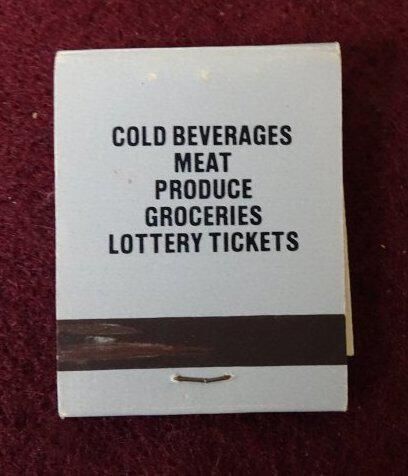 COLD BEVERAGES
MEAT
PRODUCE
GROCERIES
LOTTERY TICKETS